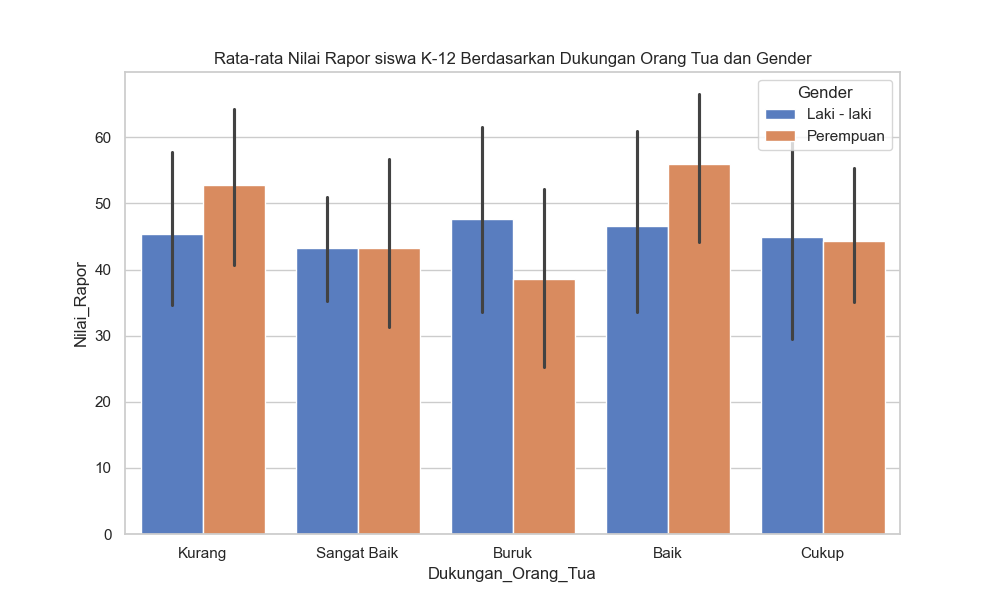 Rata-rata Nilai Rapor siswa K-12 Berdasarkan Dukungan Orang Tua dan Gender
Gender
Laki - laki
Perempuan
Nilai_Rapor
60
50
40
30
20
10
0
Kurang Sangat Baik Buruk Baik Cukup
Dukungan_Orang_Tua